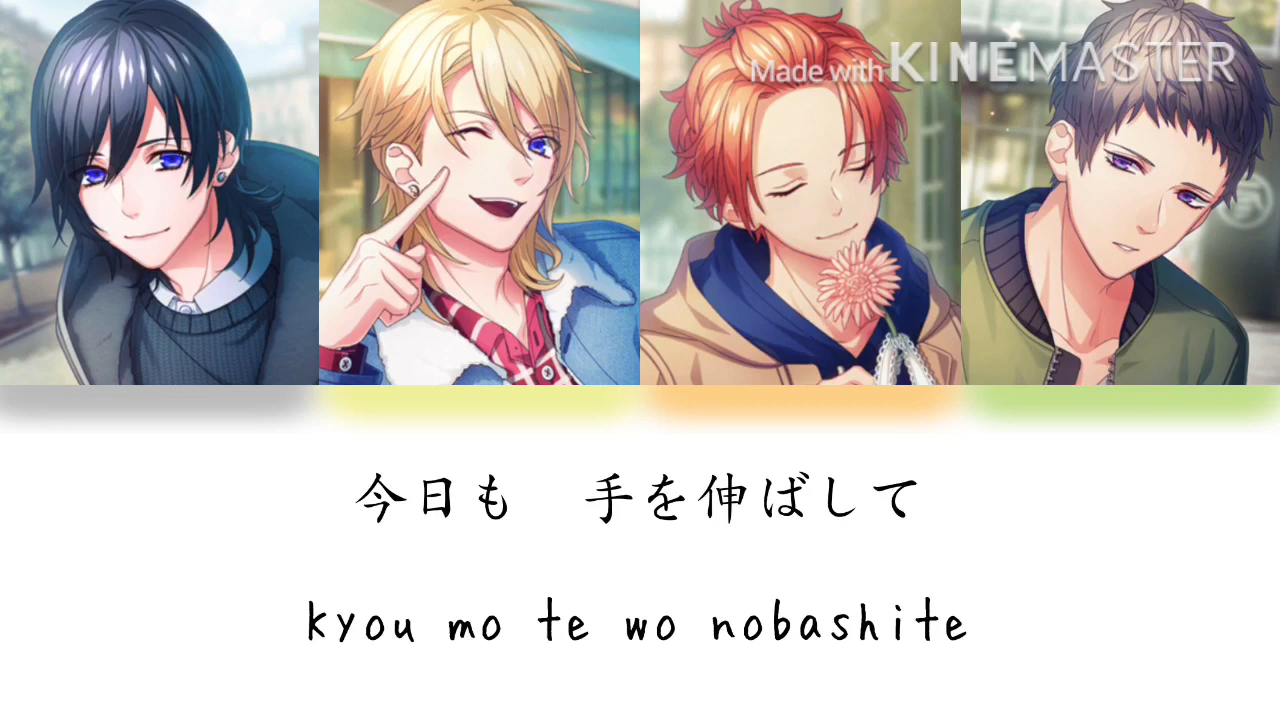 Made with KINEMASTER
今日も　手を伸ばして
kyou mo te wo nobashite